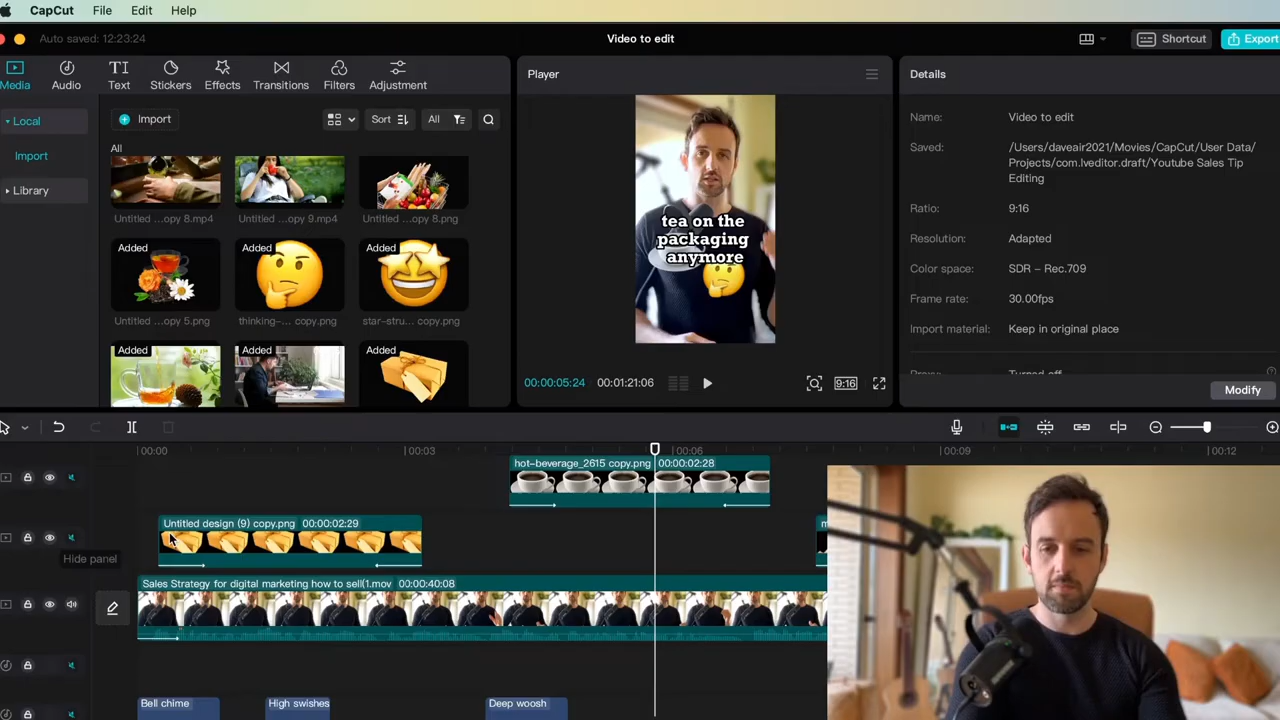 CapCut File Edit Help
Auto saved: 12:23:24
Video to edit
Shortcut
Export
Media
Audio
Text
Stickers
Effects
Transitions
Filters
Adjustment
Local
Import
Library
Import
Sort
All
All
Untitled ...opy 8.mp4
Untitled ...opy 9.mp4
Untitled ...opy 8.png
Added
Added
Added
Untitled ...opy 5.png
thinking-... copy.png
star-stru... copy.png
Added
Added
Added
Player
tea on the
packaging
anymore
00:00:05:24 00:01:21:06
9:16
Details
Name: Video to edit
Saved: /Users/daveair2021/Movies/CapCut/User Data/
Projects/com.lveditor.draft/Youtube Sales Tip
Editing
Ratio: 9:16
Resolution: Adapted
Color space: SDR – Rec.709
Frame rate: 30.00fps
Import material: Keep in original place
Proxy: Turned off
Modify
00:00 00:03 00:06 00:09 00:12
hot-beverage_2615 copy.png 00:00:02:28
Untitled design (9) copy.png 00:00:02:29
Hide panel
Sales Strategy for digital marketing how to sell(1.mov 00:00:40:08
Bell chime
High swishes
Deep woosh